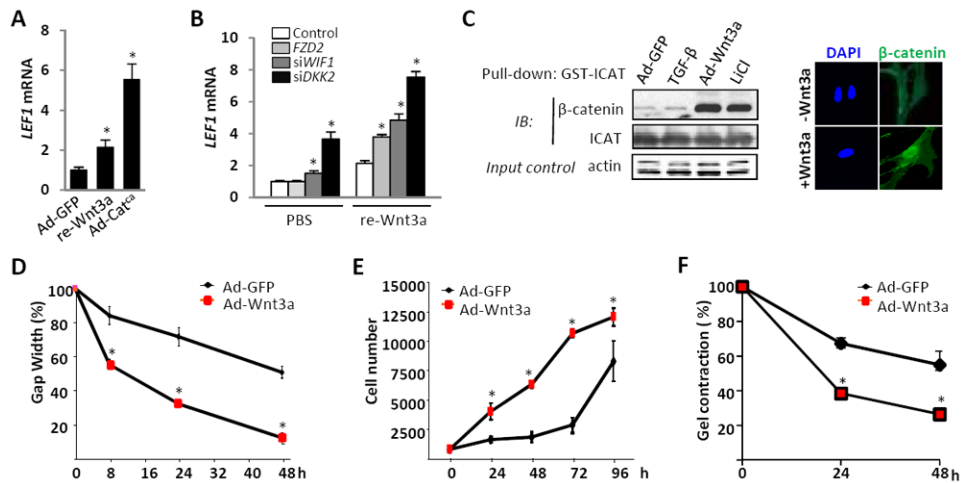 A
LEF1 mRNA
8
6
4
2
0
*
*
Ad-GFP
re-Wnt3a
Ad-Catᶜᵃ
B
LEF1 mRNA
10
8
6
4
2
0
Control
FZD2
siWIF1
siDKK2
*
*
*
*
*
PBS
re-Wnt3a
C
Ad-GFP
TGF-β
Ad-Wnt3a
LiCl
Pull-down: GST-ICAT
IB:
β-catenin
ICAT
Input control
actin
DAPI
β-catenin
-Wnt3a
+Wnt3a
D
Gap Width (%)
100
80
60
40
20
Ad-GFP
Ad-Wnt3a
*
*
*
0 8 16 24 32 40 48 h
E
Cell number
15000
12500
10000
7500
5000
2500
Ad-GFP
Ad-Wnt3a
*
*
*
*
0 24 48 72 96 h
F
Gel contraction ( %)
100
80
60
40
20
Ad-GFP
Ad-Wnt3a
*
*
0 24 48 h